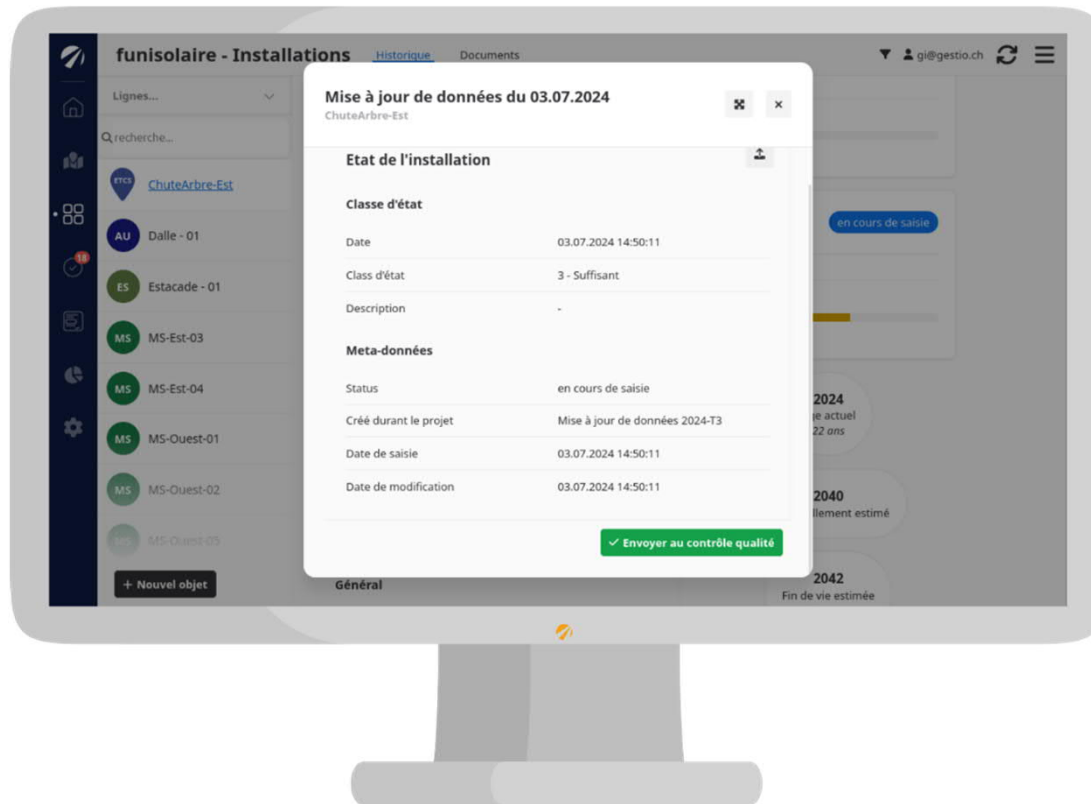 funisolaire - Installations
Historique
Documents
gi@gestio.ch
Lignes...
recherche...
ETCS
ChuteArbre-Est
AU
Dalle - 01
18
ES
Estacade - 01
MS
MS-Est-03
MS
MS-Est-04
MS
MS-Ouest-01
MS
MS-Ouest-02
MS
MS-Ouest-05
+ Nouvel objet
Mise à jour de données du 03.07.2024
ChuteArbre-Est
Etat de l'installation
Classe d'état
Date 03.07.2024 14:50:11
Class d'état 3 - Suffisant
Description -
Meta-données
Status en cours de saisie
Créé durant le projet Mise à jour de données 2024-T3
Date de saisie 03.07.2024 14:50:11
Date de modification 03.07.2024 14:50:11
Envoyer au contrôle qualité
Général
en cours de saisie
2024
actuel
22 ans
2040
estimé
2042
Fin de vie estimée